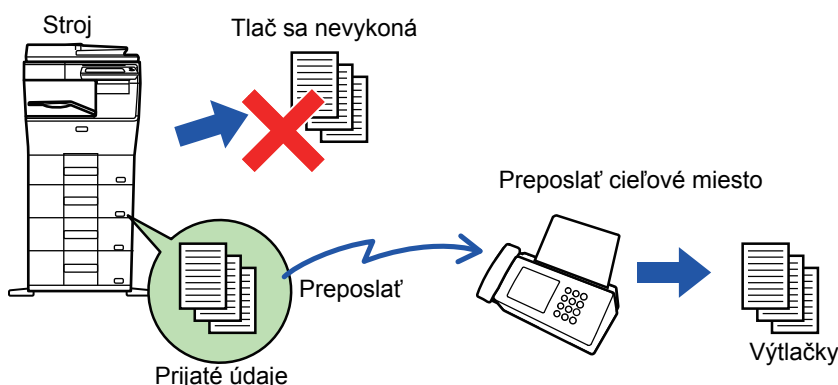 Stroj
Tlač sa nevykoná
Preposlať cieľové miesto
Preposlať
Výtlačky
Prijaté údaje